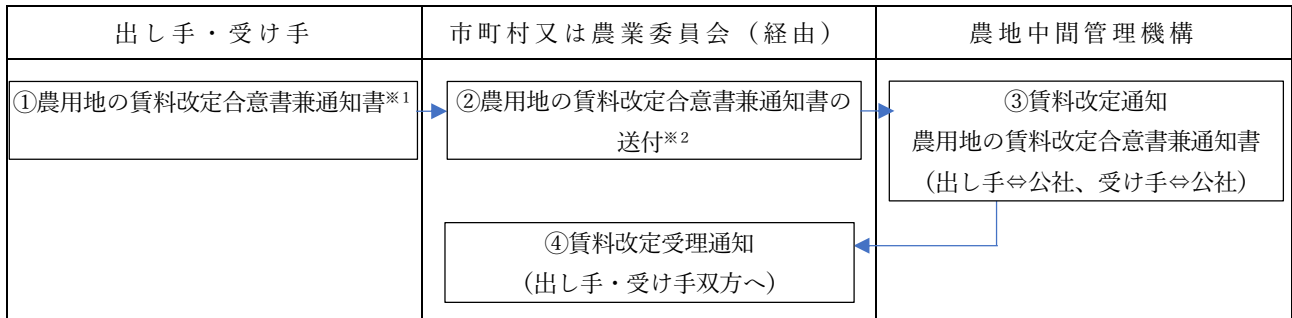 出し手・受け手
市町村又は農業委員会（経由）
農地中間管理機構
①農用地の賃料改定合意書兼通知書※1
②農用地の賃料改定合意書兼通知書の
送付※2
③賃料改定通知
農用地の賃料改定合意書兼通知書
（出し手⇔公社、受け手⇔公社）
④賃料改定受理通知
（出し手・受け手双方へ）